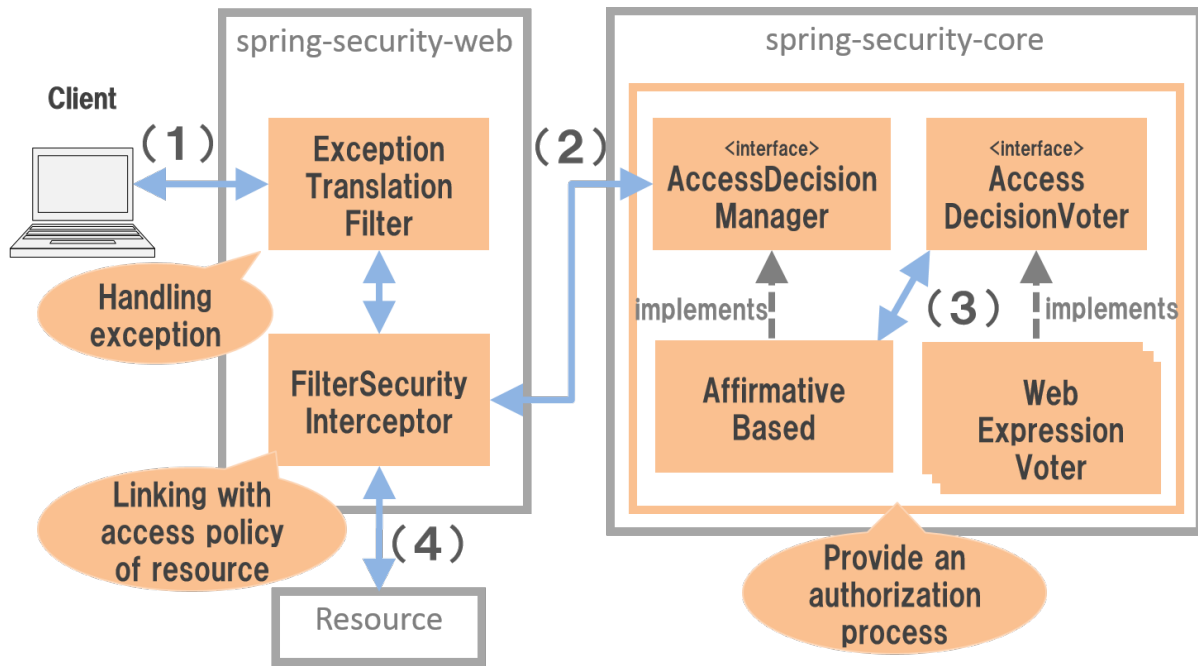 spring-security-web
spring-security-core
Client
(1)
Exception
Translation
Filter
(2)
<interface>
AccessDecision
Manager
<interface>
Access
DecisionVoter
Handling
exception
implements
(3)
implements
FilterSecurity
Interceptor
Affirmative
Based
Web
Expression
Voter
Linking with
access policy
of resource
(4)
Provide an
authorization
process
Resource